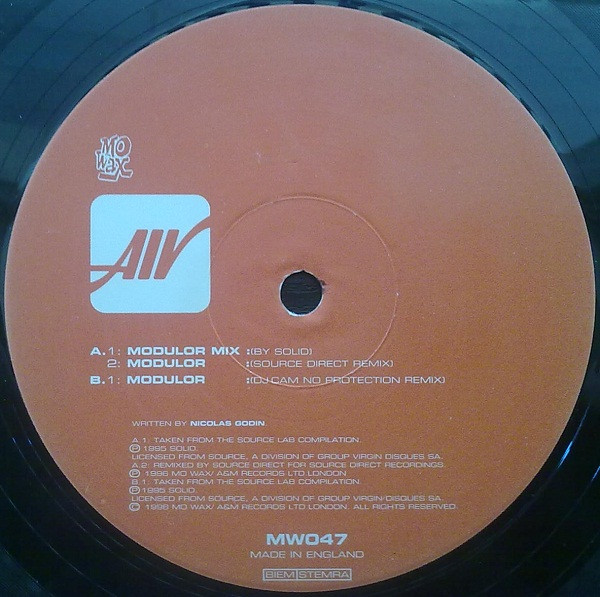 MO
WAX
AIR
A.1: MODULOR MIX :(BY SOLID)
2: MODULOR :(SOURCE DIRECT REMIX)
B.1: MODULOR :(DJ CAM NO PROTECTION REMIX)
WRITTEN BY NICOLAS GODIN
A.1: TAKEN FROM THE SOURCE LAB COMPILATION.
℗ 1995 SOLID.
LICENSED FROM SOURCE, A DIVISION OF GROUP VIRGIN DISQUES SA.
A.2: REMIXED BY SOURCE DIRECT FOR SOURCE DIRECT RECORDINGS.
℗ 1996 MO WAX/ A&M RECORDS LTD LONDON
B.1: TAKEN FROM THE SOURCE LAB COMPILATION.
℗ 1995 SOLID.
LICENSED FROM SOURCE, A DIVISION OF GROUP VIRGIN DISQUES SA.
© 1996 MO WAX/ A&M RECORDS LTD LONDON. ALL RIGHTS RESERVED.
MW047
MADE IN ENGLAND
BIEM STEMRA